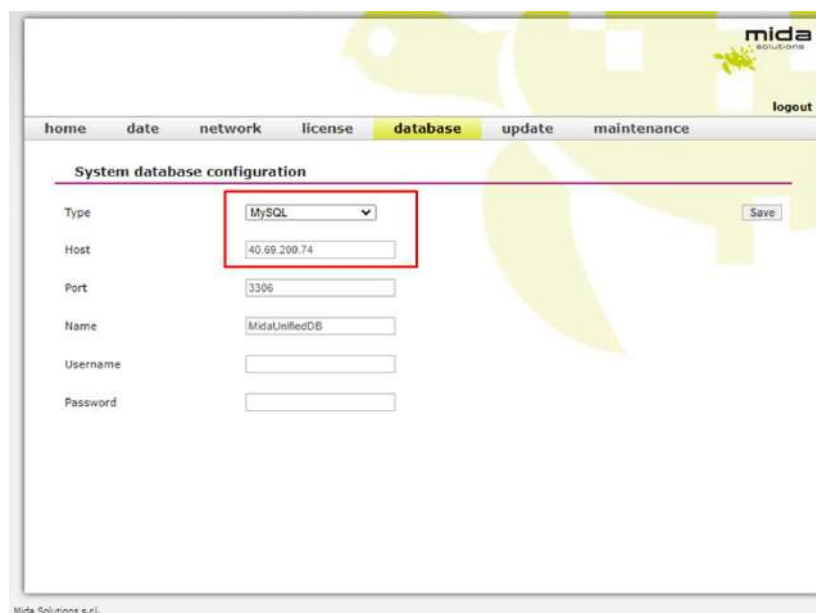 mida
solutions
logout
home date network license database update maintenance
System database configuration
Type MySQL Save
Host 40.69.200.74
Port 3306
Name MidaUnifiedDB
Username
Password
Mida Solutions s.r.l.